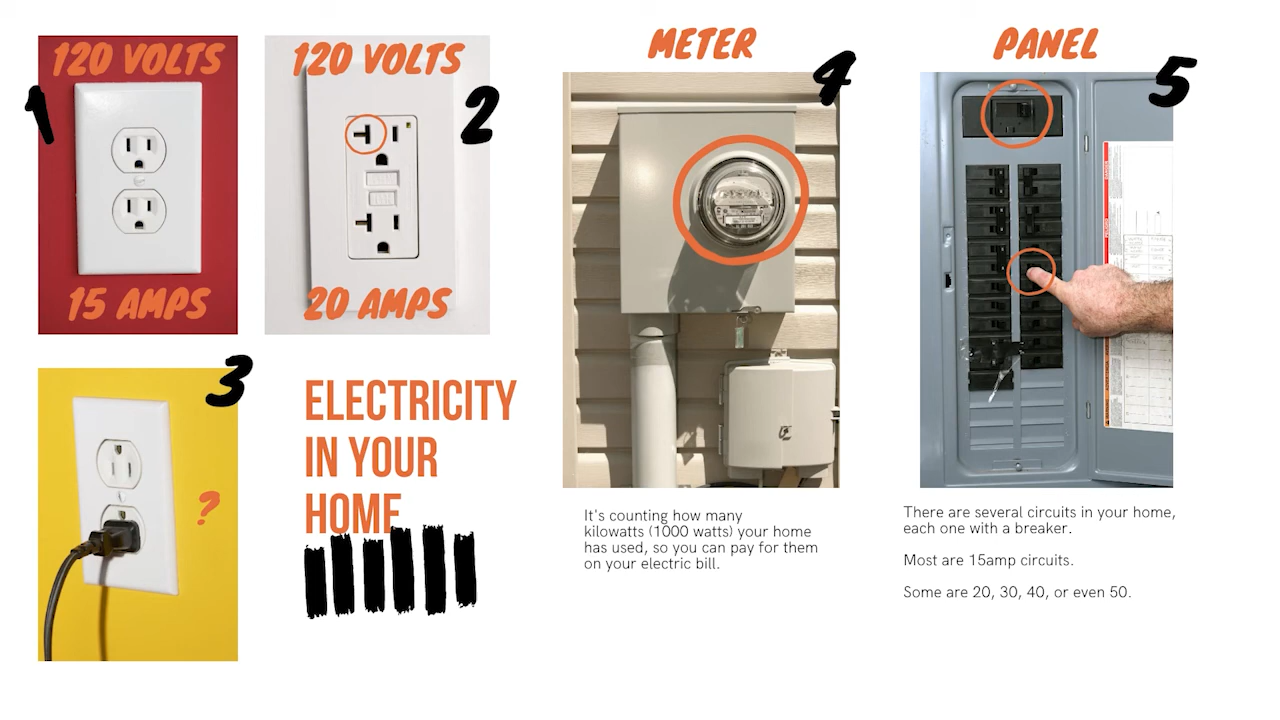 120 VOLTS
1
15 AMPS
120 VOLTS
2
20 AMPS
3
?
ELECTRICITY
IN YOUR
HOME
METER
4
It's counting how many
kilowatts (1000 watts) your home
has used, so you can pay for them
on your electric bill.
PANEL
5
There are several circuits in your home,
each one with a breaker.
Most are 15amp circuits.
Some are 20, 30, 40, or even 50.